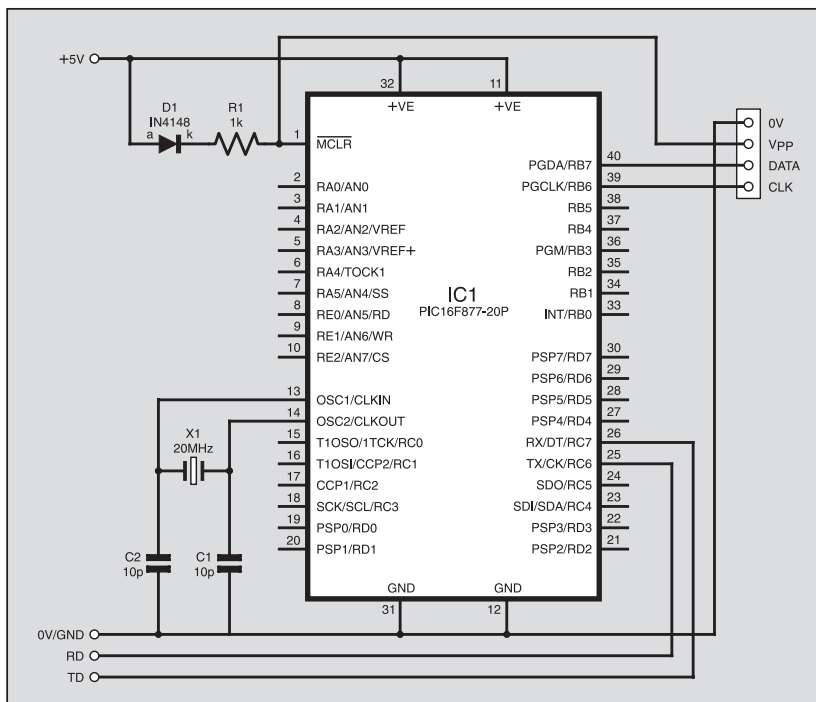 +5V
D1
IN4148
a
k
R1
1k
32
11
+VE
+VE
1
MCLR
2
RA0/AN0
3
RA1/AN1
4
RA2/AN2/VREF
5
RA3/AN3/VREF+
6
RA4/TOCK1
7
RA5/AN4/SS
8
RE0/AN5/RD
9
RE1/AN6/WR
10
RE2/AN7/CS
13
OSC1/CLKIN
14
OSC2/CLKOUT
15
T1OSO/1TCK/RC0
16
T1OSI/CCP2/RC1
17
CCP1/RC2
18
SCK/SCL/RC3
19
PSP0/RD0
20
PSP1/RD1
IC1
PIC16F877-20P
PGDA/RB7
40
PGCLK/RB6
39
RB5
38
RB4
37
PGM/RB3
36
RB2
35
RB1
34
INT/RB0
33
PSP7/RD7
30
PSP6/RD6
29
PSP5/RD5
28
PSP4/RD4
27
RX/DT/RC7
26
TX/CK/RC6
25
SDO/RC5
24
SDI/SDA/RC4
23
PSP3/RD3
22
PSP2/RD2
21
0V
VPP
DATA
CLK
X1
20MHz
C2
10p
C1
10p
GND
GND
31
12
0V/GND
RD
TD